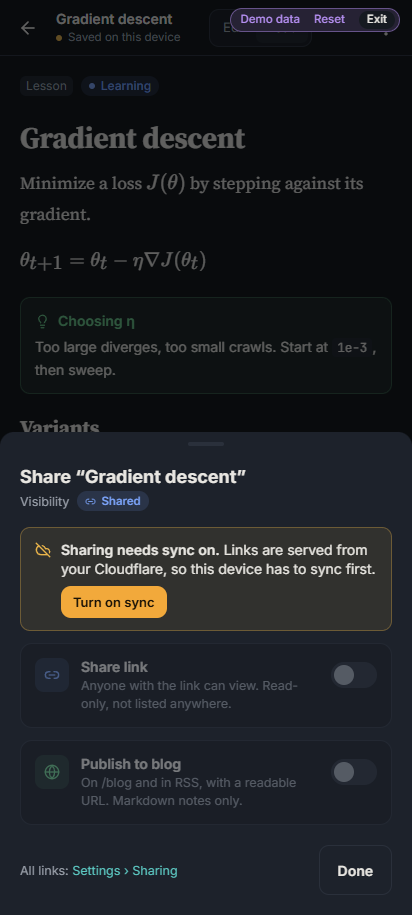 Gradient descent
Saved on this device
Demo data Reset Exit
Lesson
Learning
Gradient descent
Minimize a loss J(θ) by stepping against its
gradient.
θt+1 = θt − η∇J(θt)
Choosing η
Too large diverges, too small crawls. Start at 1e-3,
then sweep.
Variants
Share “Gradient descent”
Visibility Shared
Sharing needs sync on. Links are served from
your Cloudflare, so this device has to sync first.
Turn on sync
Share link
Anyone with the link can view. Read-
only, not listed anywhere.
Publish to blog
On /blog and in RSS, with a readable
URL. Markdown notes only.
All links: Settings › Sharing
Done